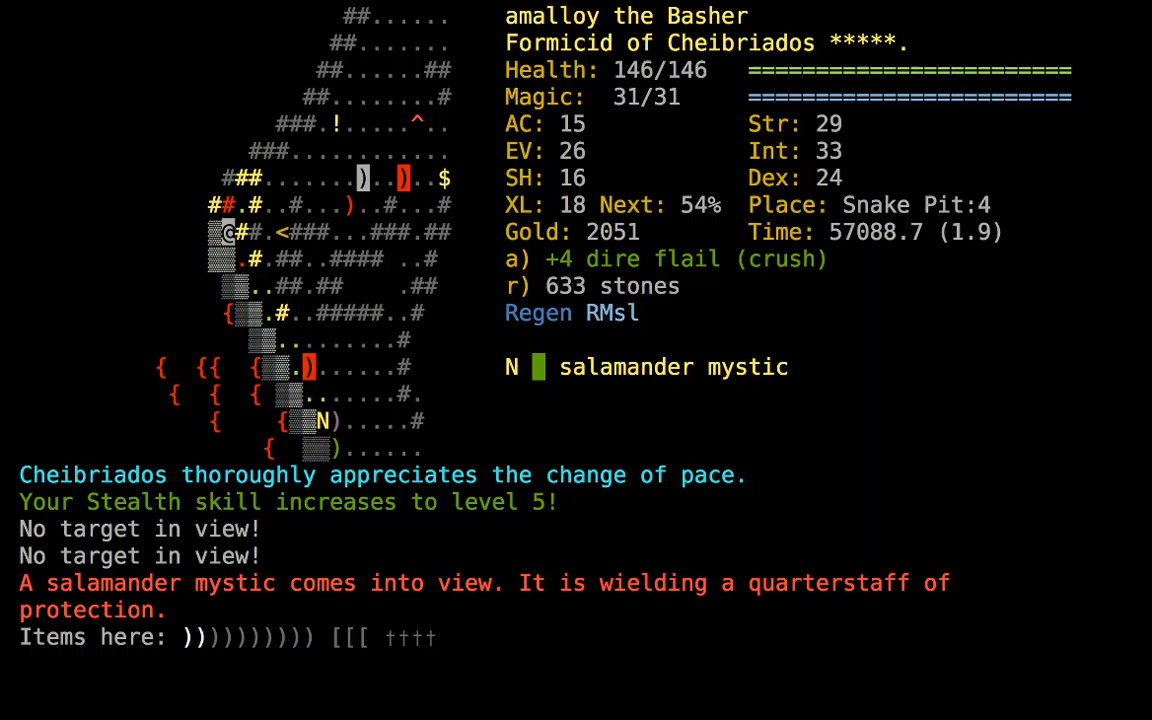 ##......   amalloy the Basher
##.......   Formicid of Cheibriados *****.
##......##   Health: 146/146   ========================
##........#   Magic:  31/31   ========================
###.!.....^..   AC: 15   Str: 29
###............   EV: 26   Int: 33
###.......)..)..$   SH: 16   Dex: 24
##.#..#...)..#...#   XL: 18 Next: 54%   Place: Snake Pit:4
@##.<###...###.##   Gold: 2051   Time: 57088.7 (1.9)
.#.##..#### ..#   a) +4 dire flail (crush)
..##.##    .##   r) 633 stones
{ .#..#####..#   Regen RMsl
.........#
{  {{  { .)......#   N   salamander mystic
{  {  { .......#.
{    { N).....#
{  )......
Cheibriados thoroughly appreciates the change of pace.
Your Stealth skill increases to level 5!
No target in view!
No target in view!
A salamander mystic comes into view. It is wielding a quarterstaff of
protection.
Items here: )))))))))) [[[ ††††